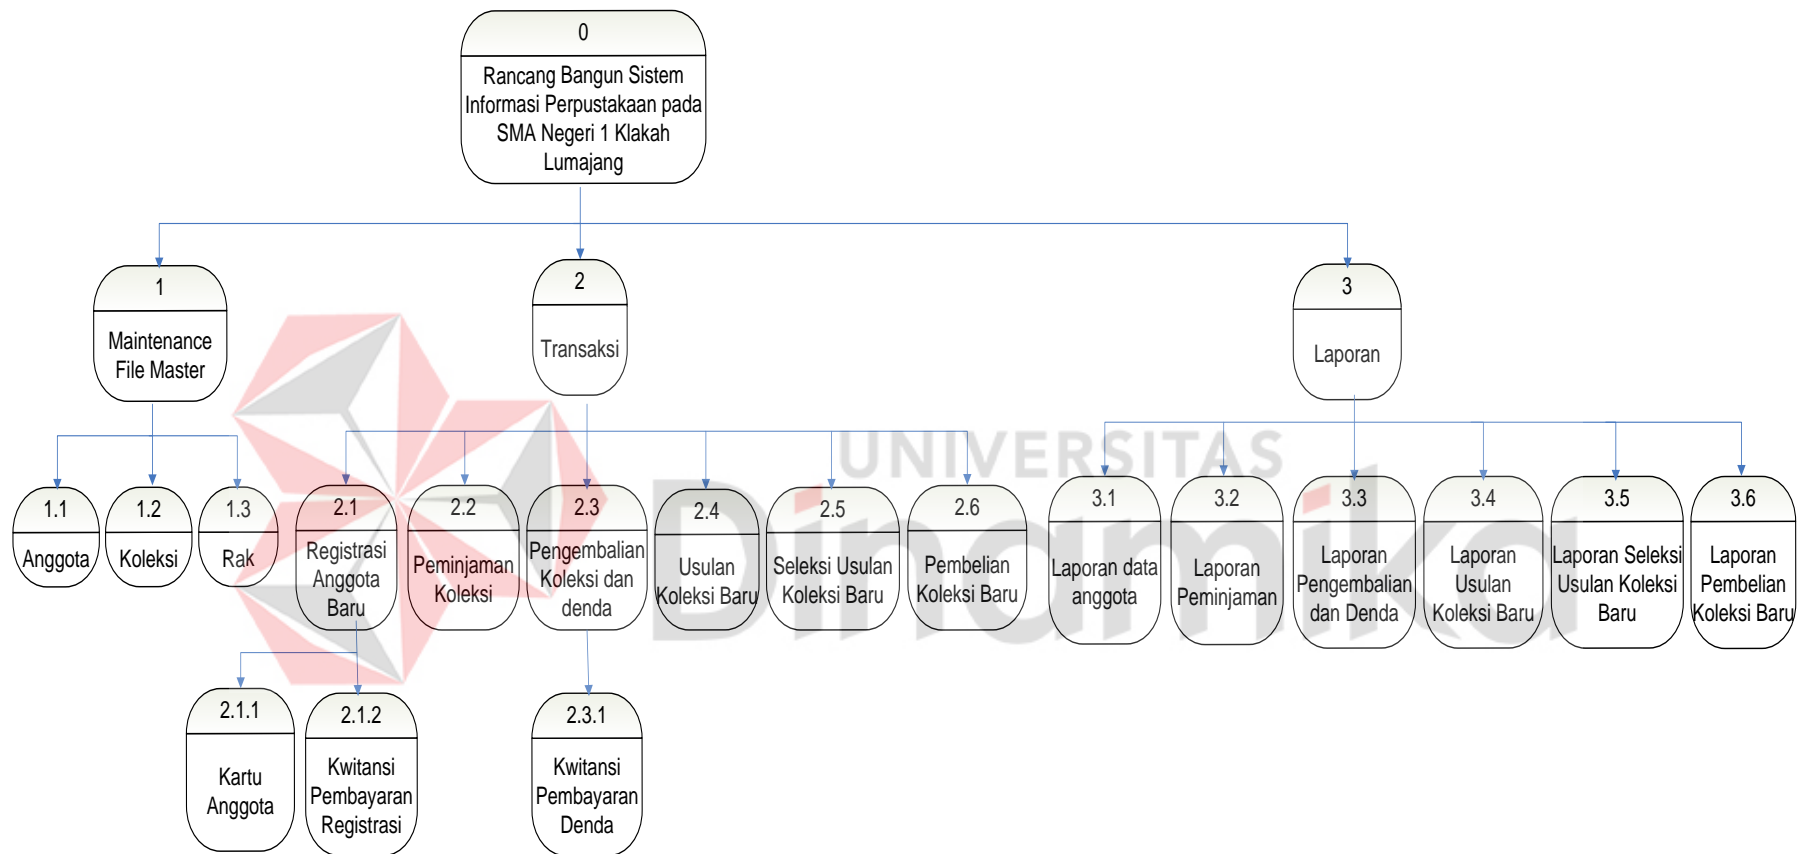 0
Rancang Bangun Sistem
Informasi Perpustakaan pada
SMA Negeri 1 Klakah
Lumajang
1
Maintenance
File Master
2
Transaksi
3
Laporan
1.1
Anggota
1.2
Koleksi
1.3
Rak
2.1
Registrasi
Anggota
Baru
2.2
Peminjaman
Koleksi
2.3
Pengembalian
Koleksi dan
denda
2.4
Usulan
Koleksi Baru
2.5
Seleksi Usulan
Koleksi Baru
2.6
Pembelian
Koleksi Baru
3.1
Laporan data
anggota
3.2
Laporan
Peminjaman
3.3
Laporan
Pengembalian
dan Denda
3.4
Laporan
Usulan
Koleksi Baru
3.5
Laporan Seleksi
Usulan Koleksi
Baru
3.6
Laporan
Pembelian
Koleksi Baru
2.1.1
Kartu
Anggota
2.1.2
Kwitansi
Pembayaran
Registrasi
2.3.1
Kwitansi
Pembayaran
Denda
UNIVERSITAS
Dinamika